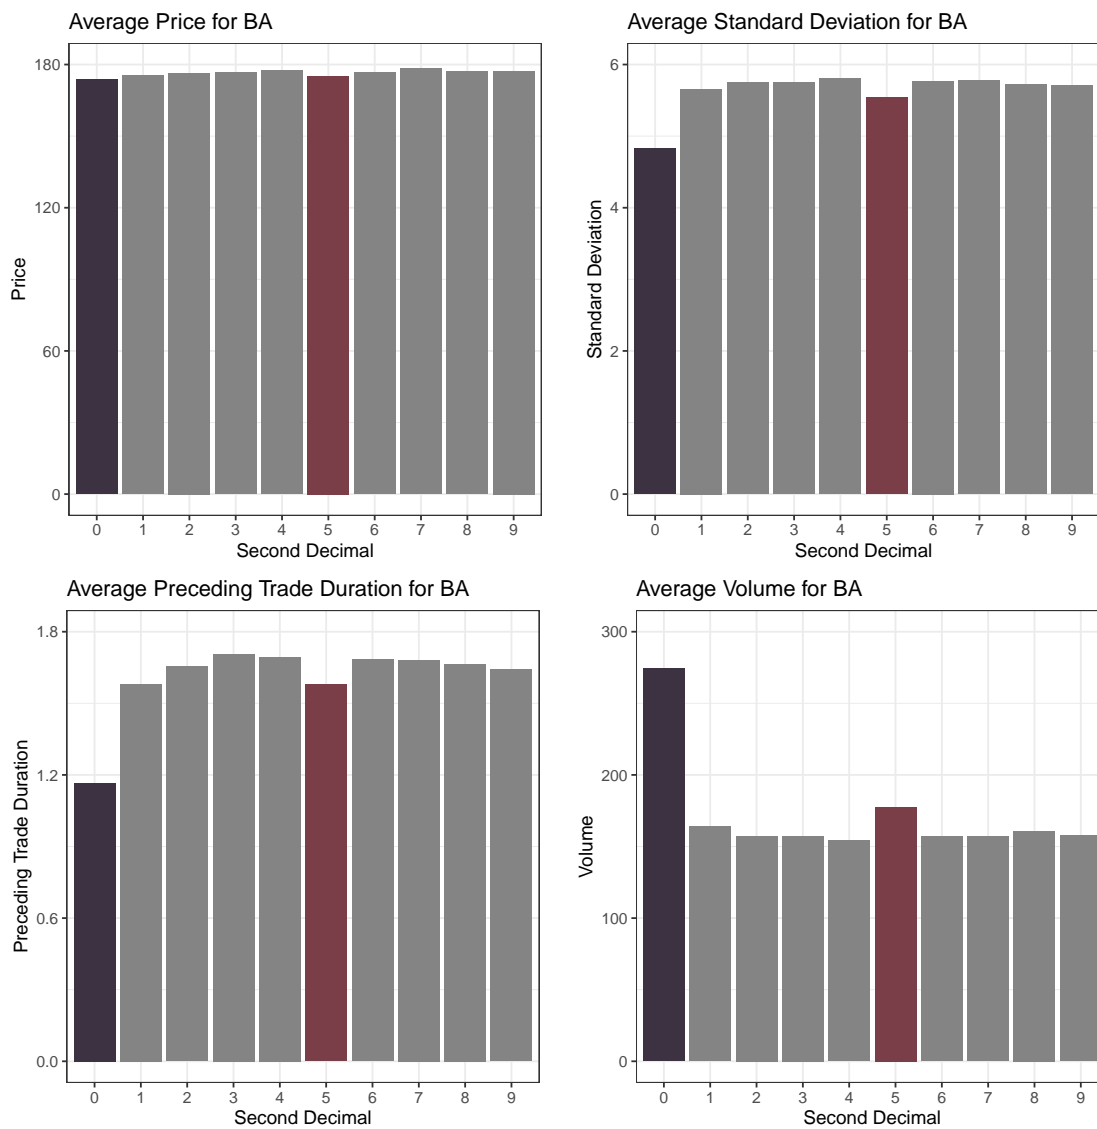 Average Price for BA
180
120
60
0
Price
0 1 2 3 4 5 6 7 8 9
Second Decimal
Average Standard Deviation for BA
6
4
2
0
Standard Deviation
0 1 2 3 4 5 6 7 8 9
Second Decimal
Average Preceding Trade Duration for BA
1.8
1.2
0.6
0.0
Preceding Trade Duration
0 1 2 3 4 5 6 7 8 9
Second Decimal
Average Volume for BA
300
200
100
0
Volume
0 1 2 3 4 5 6 7 8 9
Second Decimal